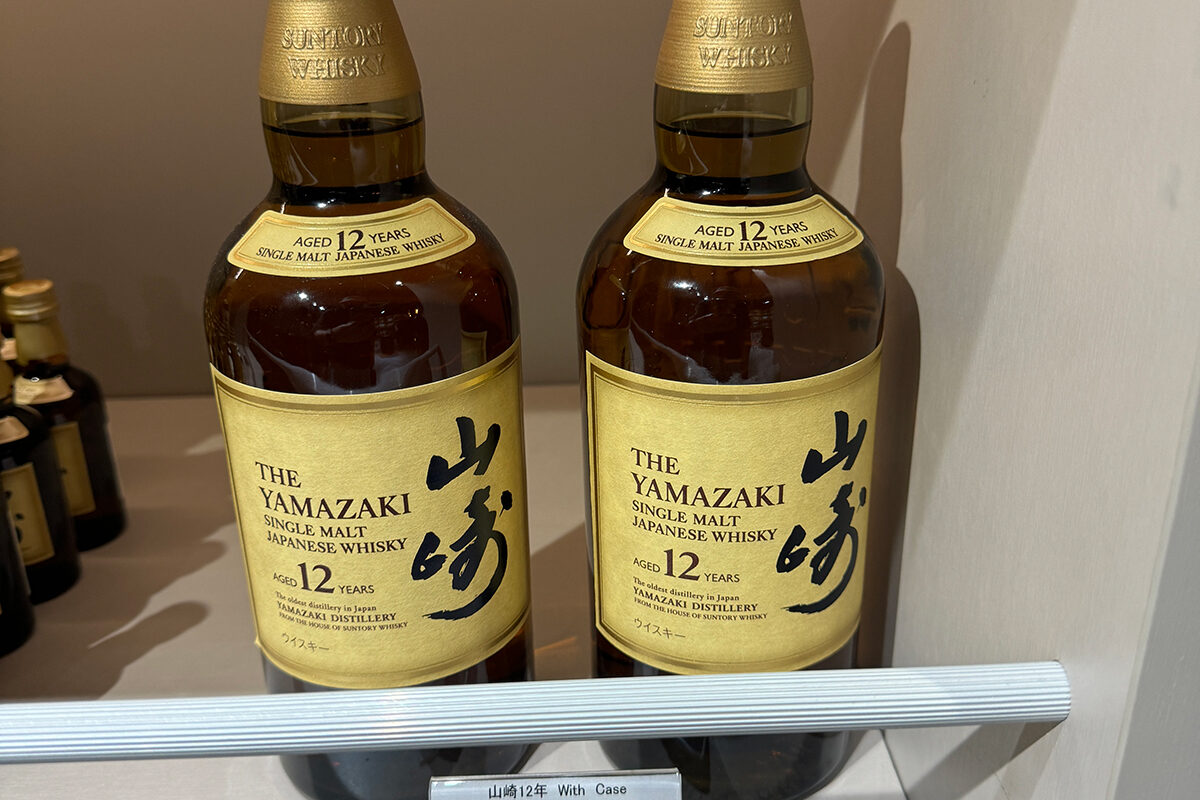 SUNTORY
WHISKY
AGED 12 YEARS
SINGLE MALT JAPANESE WHISKY
THE
YAMAZAKI
SINGLE MALT
JAPANESE WHISKY
AGED 12 YEARS
The oldest distillery in Japan
YAMAZAKI DISTILLERY
FROM THE HOUSE OF SUNTORY WHISKY
ウイスキー
山崎
SUNTORY
WHISKY
AGED 12 YEARS
SINGLE MALT JAPANESE WHISKY
THE
YAMAZAKI
SINGLE MALT
JAPANESE WHISKY
AGED 12 YEARS
The oldest distillery in Japan
YAMAZAKI DISTILLERY
FROM THE HOUSE OF SUNTORY WHISKY
ウイスキー
山崎
山崎12年 With Case